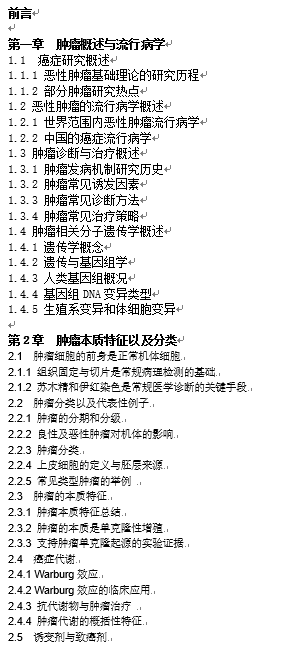 前言
第一章 肿瘤概述与流行病学
1.1 癌症研究概述
1.1.1 恶性肿瘤基础理论的研究历程
1.1.2 部分肿瘤研究热点
1.2 恶性肿瘤的流行病学概述
1.2.1 世界范围内恶性肿瘤流行病学
1.2.2 中国的癌症流行病学
1.3 肿瘤诊断与治疗概述
1.3.1 肿瘤发病机制研究历史
1.3.2 肿瘤常见诱发因素
1.3.3 肿瘤常见诊断方法
1.3.4 肿瘤常见治疗策略
1.4 肿瘤相关分子遗传学概述
1.4.1 遗传学概念
1.4.2 遗传与基因组学
1.4.3 人类基因组概况
1.4.4 基因组 DNA 变异类型
1.4.5 生殖系变异和体细胞变异
第 2 章 肿瘤本质特征以及分类
2.1 肿瘤细胞的前身是正常机体细胞
2.1.1 组织固定与切片是常规病理检测的基础
2.1.2 苏木精和伊红染色是常规医学诊断的关键手段
2.2 肿瘤分类以及代表性例子
2.2.1 肿瘤的分期和分级
2.2.2 良性及恶性肿瘤对机体的影响
2.2.3 肿瘤分类
2.2.4 上皮细胞的定义与胚层来源
2.2.5 常见类型肿瘤的举例
2.3 肿瘤的本质特征
2.3.1 肿瘤本质特征总结
2.3.2 肿瘤的本质是单克隆性增殖
2.3.3 支持肿瘤单克隆起源的实验证据
2.4 癌症代谢
2.4.1 Warburg 效应
2.4.2 Warburg 效应的临床应用
2.4.3 抗代谢物与肿瘤治疗
2.4.4 肿瘤代谢的概括性特征
2.5 诱变剂与致癌剂